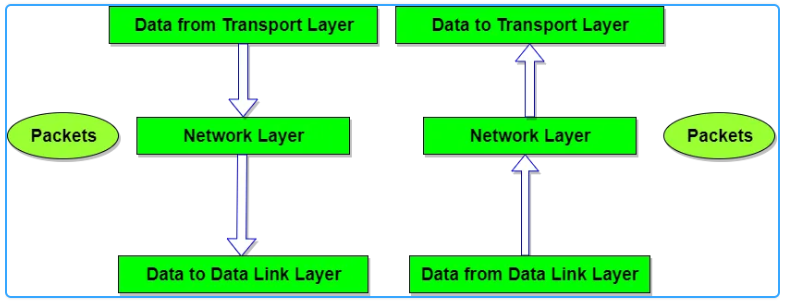 Data from Transport Layer
Data to Transport Layer
Packets
Network Layer
Network Layer
Packets
Data to Data Link Layer
Data from Data Link Layer